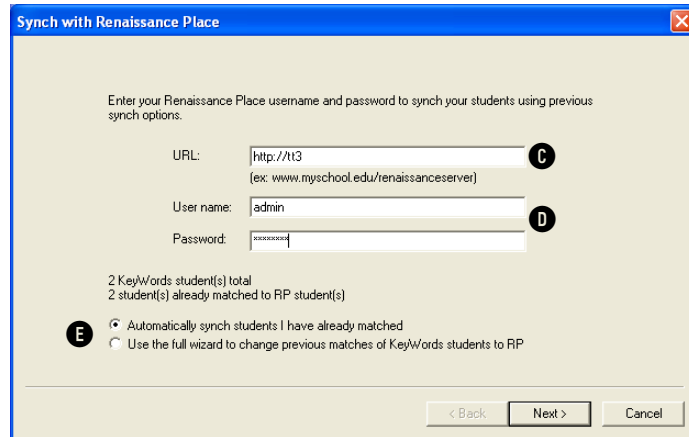 Synch with Renaissance Place
Enter your Renaissance Place username and password to synch your students using previous
synch options.
URL: http://tt3 C
(ex: www.myschool.edu/renaissanceserver)
User name: admin
D
Password: xxxxxxxx
2 KeyWords student(s) total
2 student(s) already matched to RP student(s)
Automatically synch students I have already matched
E
Use the full wizard to change previous matches of KeyWords students to RP
< Back Next > Cancel